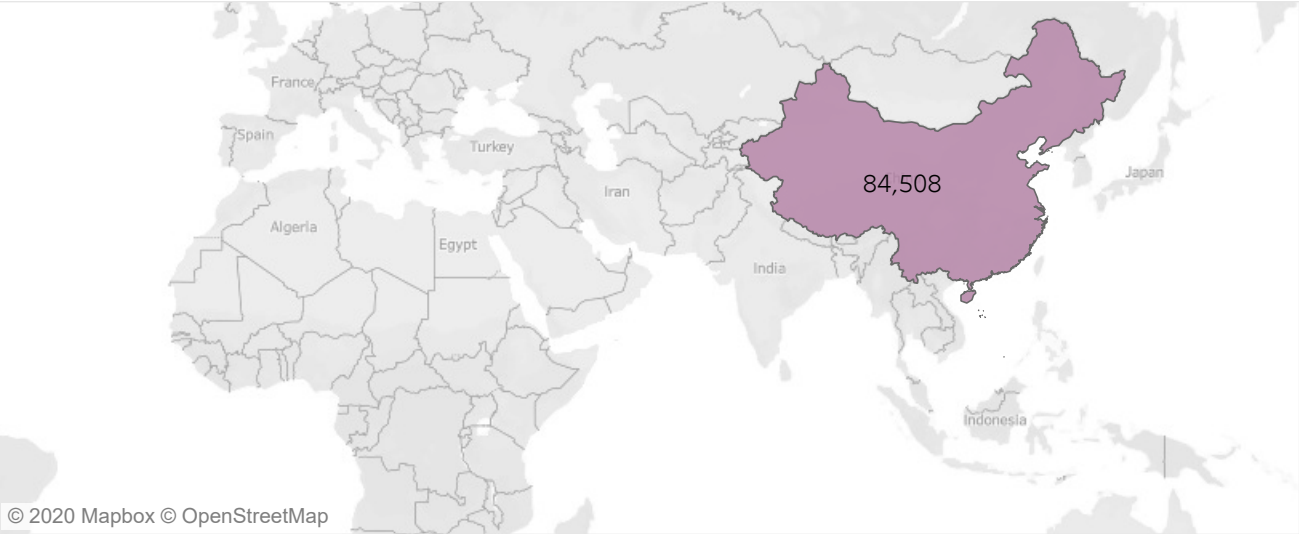 France
Spain
Turkey
Japan
84,508
Iran
Algeria
Egypt
India
Indonesia
© 2020 Mapbox © OpenStreetMap